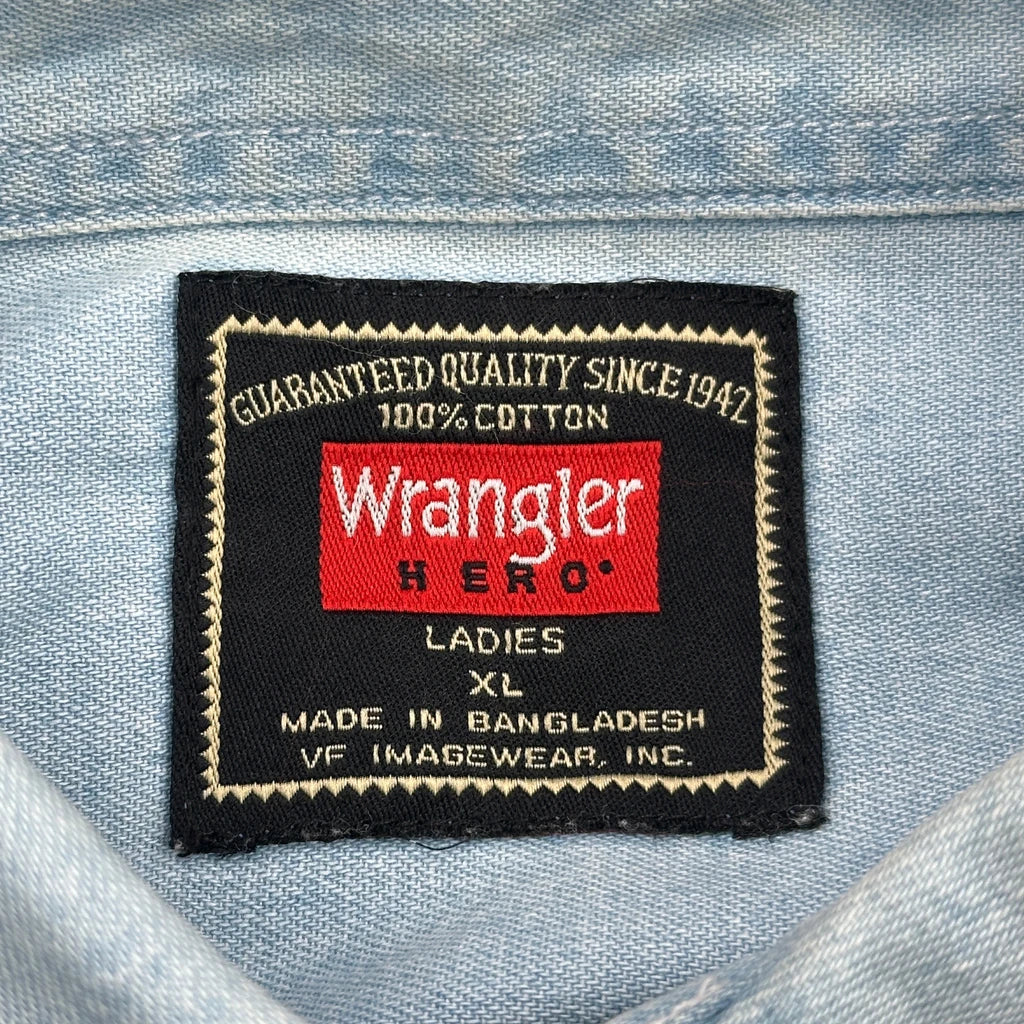 GUARANTEED QUALITY SINCE 1942
100% COTTON
Wrangler
HERO
LADIES
XL
MADE IN BANGLADESH
VF IMAGEWEAR, INC.